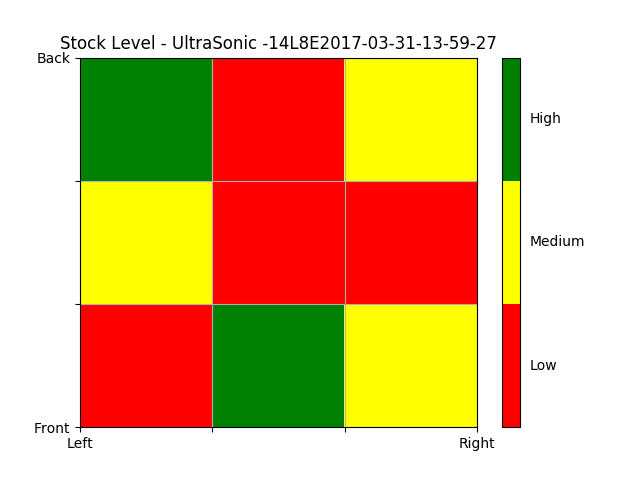 Stock Level - UltraSonic -14L8E2017-03-31-13-59-27
Back
High
Medium
Low
Front
Left
Right